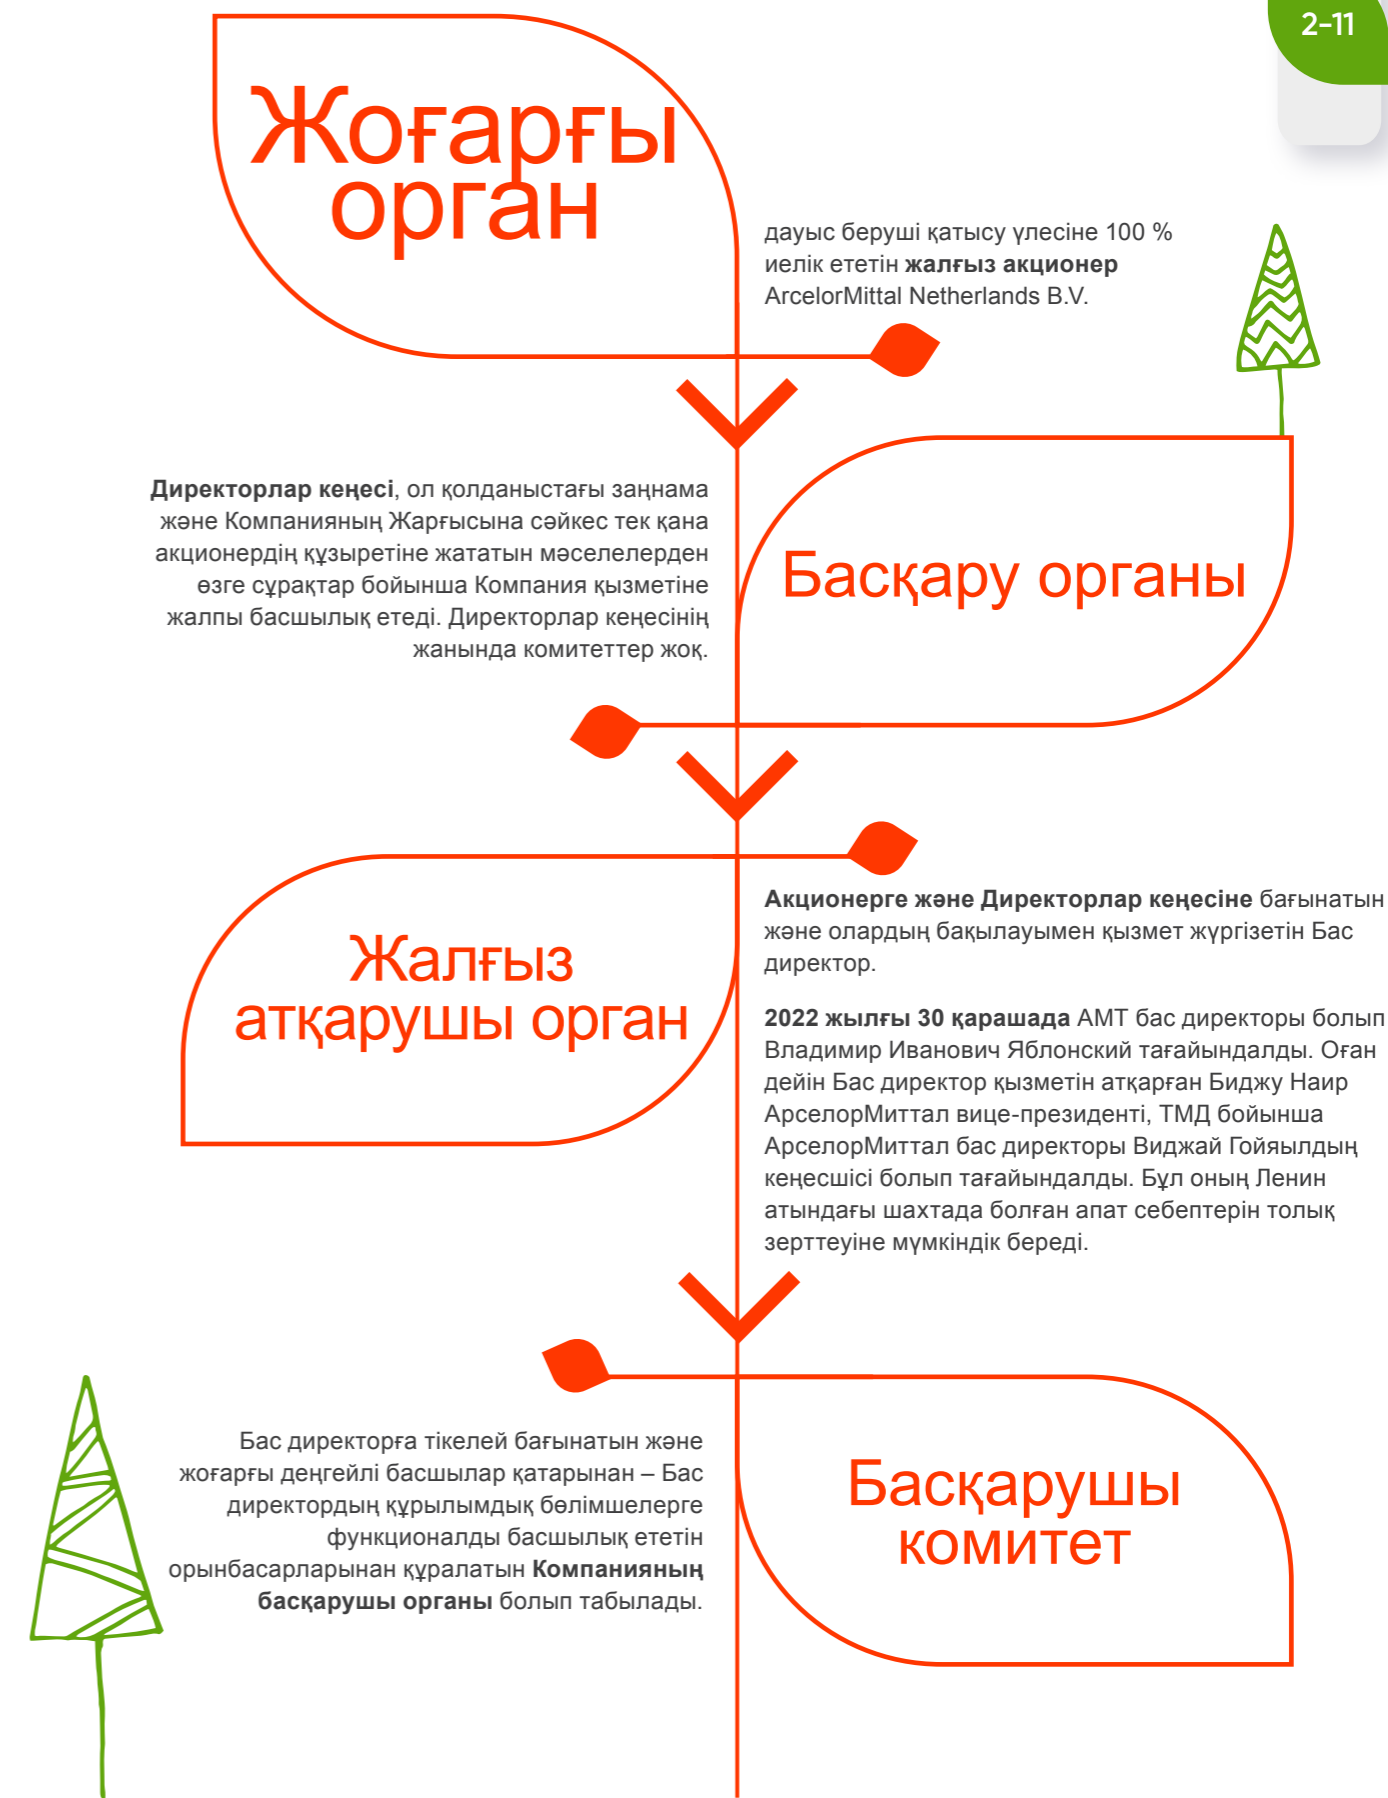 2-11
Жоғарғы
орган
дауыс беруші қатысу үлесіне 100 %
иелік ететін жалғыз акционер
ArcelorMittal Netherlands B.V.
Директорлар кеңесі, ол қолданыстағы заңнама
және Компанияның Жарғысына сәйкес тек қана
акционердің құзыретіне жататын мәселелерден
өзге сұрақтар бойынша Компания қызметіне
жалпы басшылық етеді. Директорлар кеңесінің
жанында комитеттер жоқ.
Басқару органы
Жалғыз
атқарушы орган
Акционерге және Директорлар кеңесіне бағынатын
және олардың бақылауымен қызмет жүргізетін Бас
директор.
2022 жылғы 30 қарашада АМТ бас директоры болып
Владимир Иванович Яблонский тағайындалды. Оған
дейін Бас директор қызметін атқарған Биджу Наир
АрселорМиттал вице-президенті, ТМД бойынша
АрселорМиттал бас директоры Виджай Гойяылдың
кеңесшісі болып тағайындалды. Бұл оның Ленин
атындағы шахтада болған апат себептерін толық
зерттеуіне мүмкіндік береді.
Бас директорға тікелей бағынатын және
жоғарғы деңгейлі басшылар қатарынан – Бас
директордың құрылымдық бөлімшелерге
функционалды басшылық ететін
орынбасарларынан құралатын Компанияның
басқарушы органы болып табылады.
Басқарушы
комитет